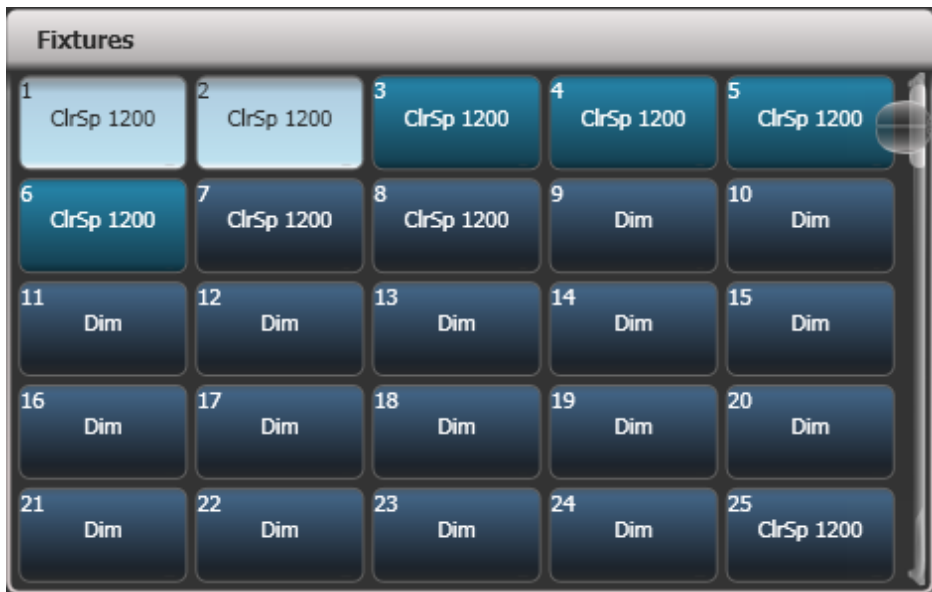 Fixtures
1 ClrSp 1200
2 ClrSp 1200
3 ClrSp 1200
4 ClrSp 1200
5 ClrSp 1200
6 ClrSp 1200
7 ClrSp 1200
8 ClrSp 1200
9 Dim
10 Dim
11 Dim
12 Dim
13 Dim
14 Dim
15 Dim
16 Dim
17 Dim
18 Dim
19 Dim
20 Dim
21 Dim
22 Dim
23 Dim
24 Dim
25 ClrSp 1200